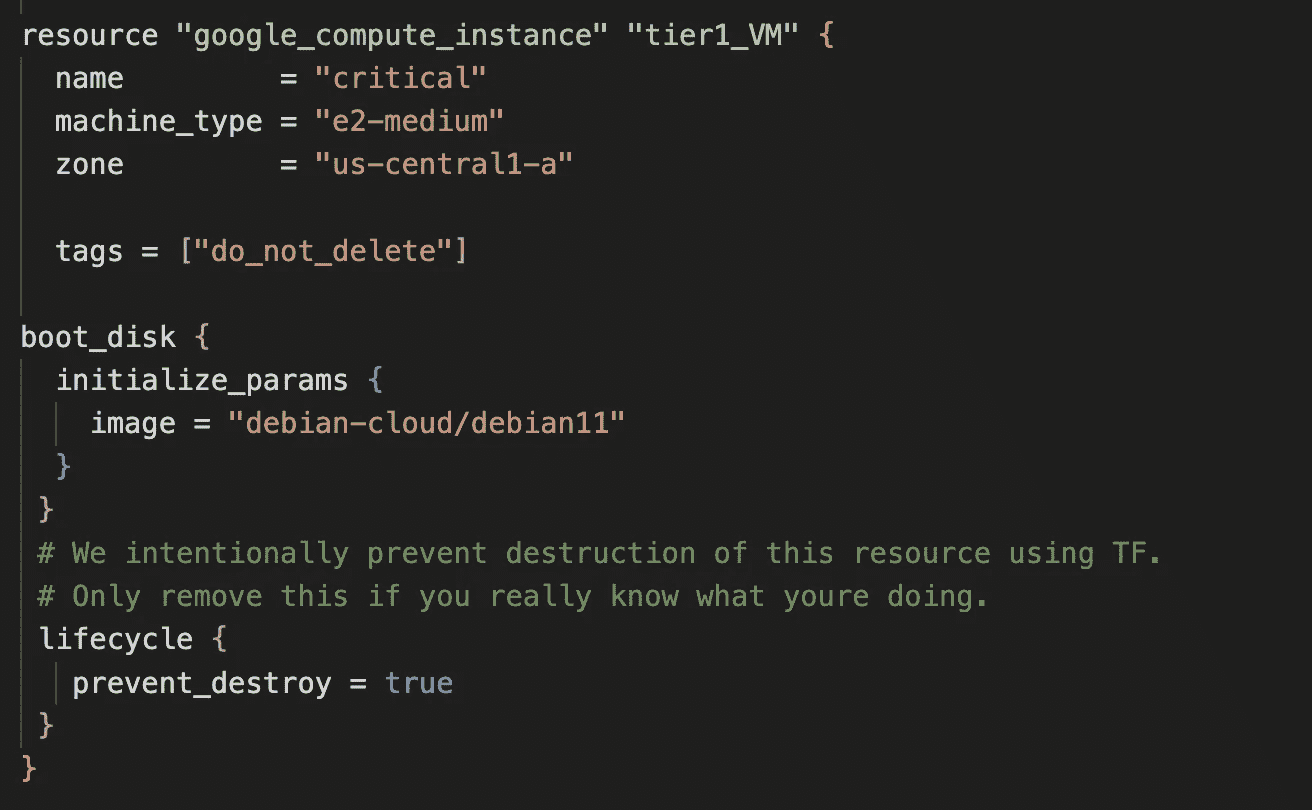 resource "google_compute_instance" "tier1_VM" {
  name         = "critical"
  machine_type = "e2-medium"
  zone         = "us-central1-a"

  tags = ["do_not_delete"]

boot_disk {
  initialize_params {
    image = "debian-cloud/debian11"
  }
 }
 # We intentionally prevent destruction of this resource using TF.
 # Only remove this if you really know what youre doing.
 lifecycle {
   prevent_destroy = true
 }
}